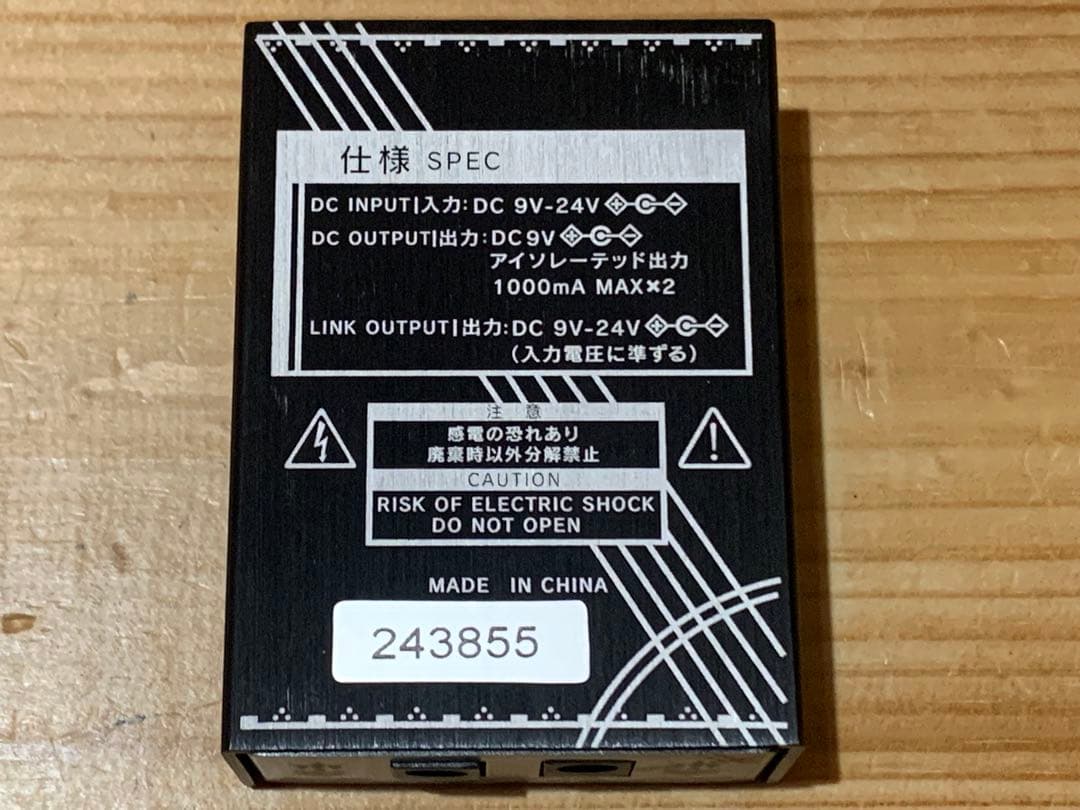 仕様 SPEC
DC INPUT|入力:DC 9V-24V
DC OUTPUT|出力:DC9V
アイソレーテッド出力
1000mA MAX×2
LINK OUTPUT|出力:DC 9V-24V
(入力電圧に準ずる)
注 意
感電の恐れあり
廃棄時以外分解禁止
CAUTION
RISK OF ELECTRIC SHOCK
DO NOT OPEN
MADE IN CHINA
243855